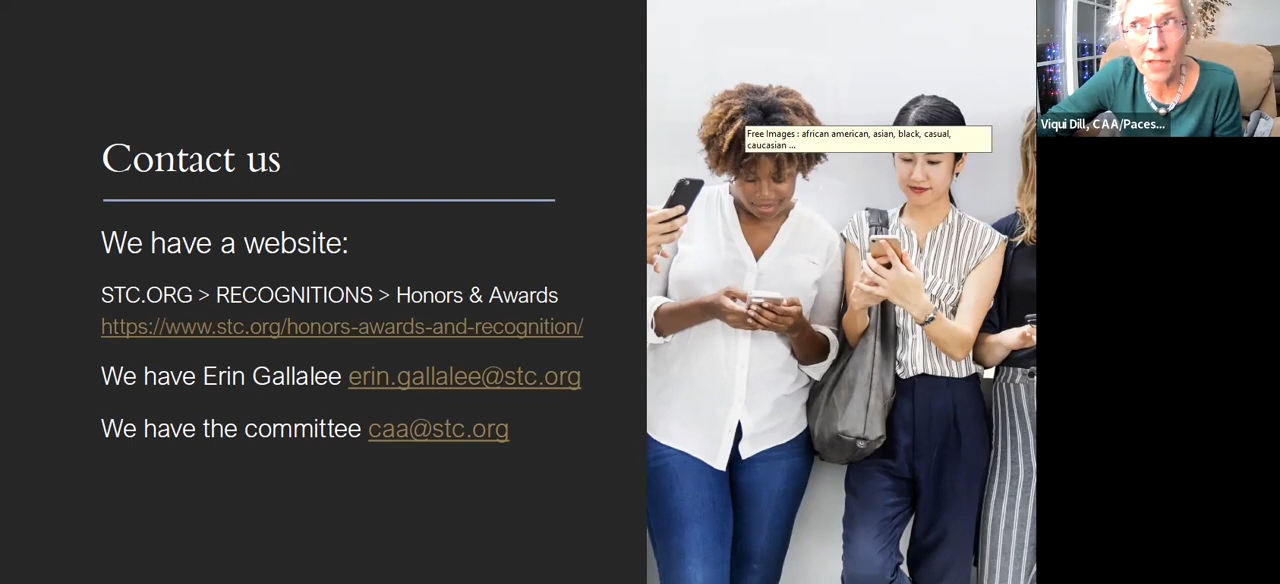 Contact us
We have a website:
STC.ORG > RECOGNITIONS > Honors & Awards
https://www.stc.org/honors-awards-and-recognition/
We have Erin Gallalee erin.gallalee@stc.org
We have the committee caa@stc.org
Free Images : african american, asian, black, casual,
caucasian ...
Viqui Dill, CAA/Paces...